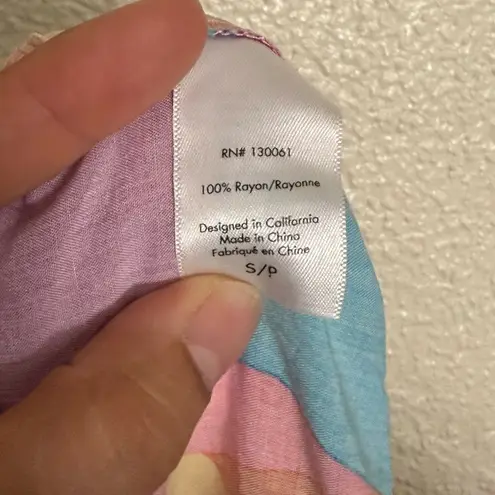 RN# 130061
100% Rayon/Rayonne
Designed in California
Made in China
Fabriqué en Chine
S/P